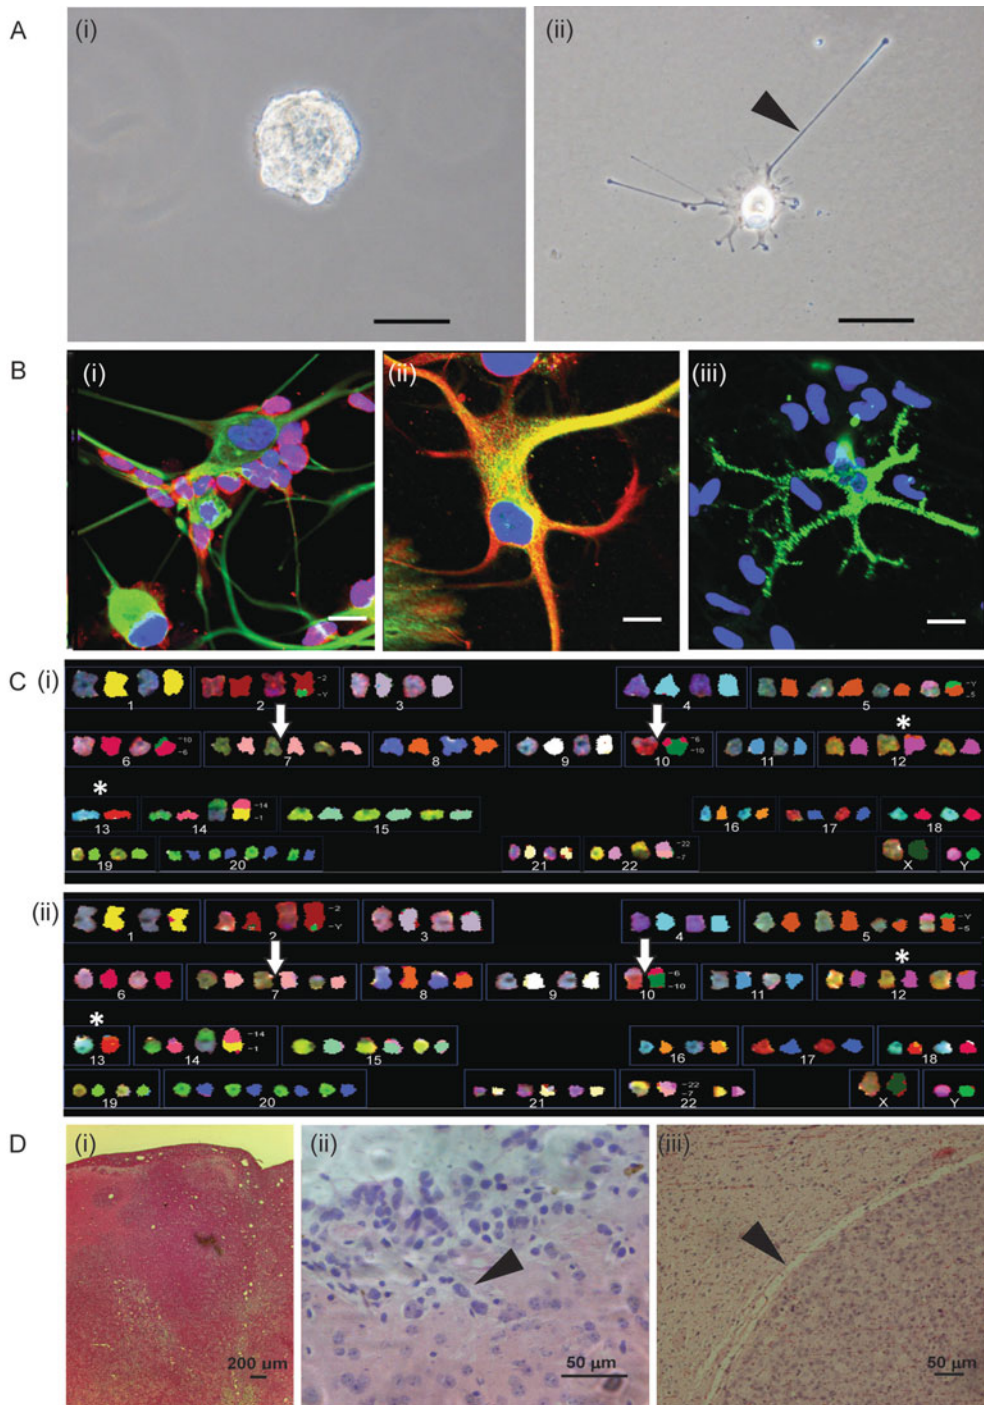 A (i) (ii)
B (i) (ii) (iii)
C (i)
-2
-Y
1 2 3 4 5
-Y
-5
-10
-6
-6
-10
*
6 7 8 9 10 11 12
*
-14
-1
13 14 15 16 17 18
-22
-7
19 20 21 22 X Y
(ii)
-2
-Y
1 2 3 4 5
-Y
-5
-6
-10
*
6 7 8 9 10 11 12
*
-14
-1
13 14 15 16 17 18
-22
-7
19 20 21 22 X Y
D (i) (ii) (iii)
200 μm 50 μm 50 μm